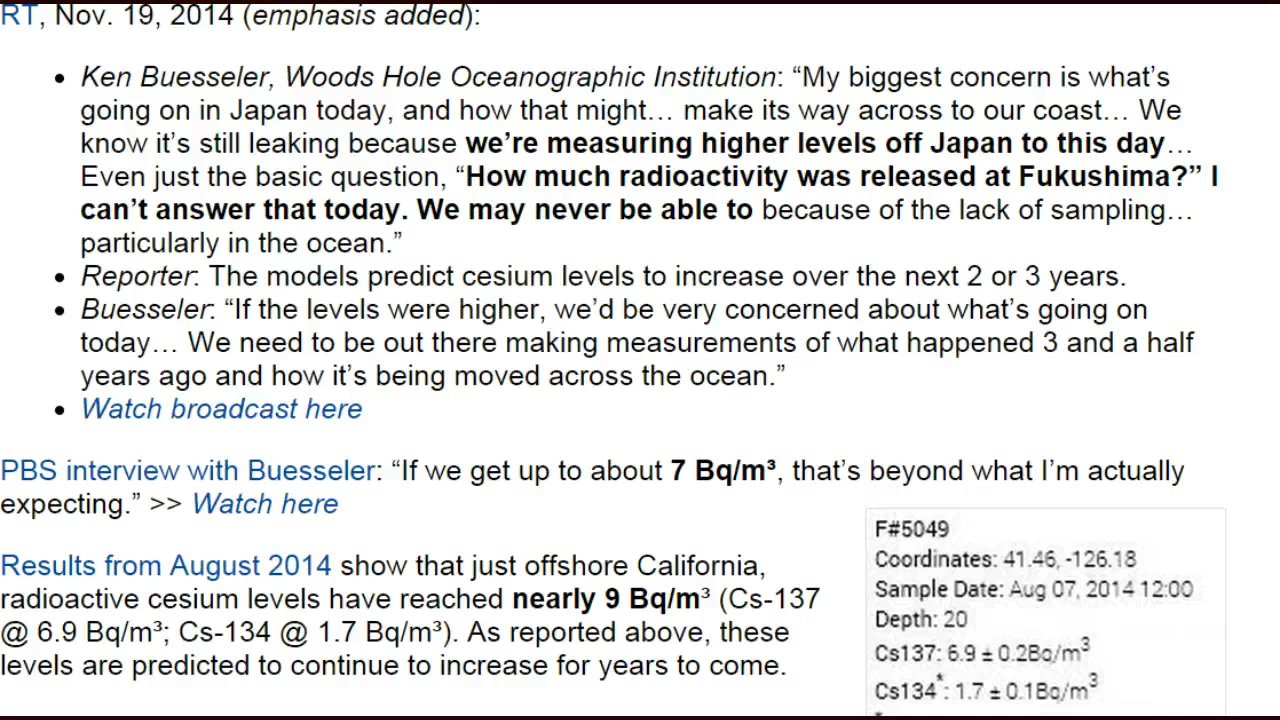 RT, Nov. 19, 2014 (emphasis added):
• Ken Buesseler, Woods Hole Oceanographic Institution: “My biggest concern is what’s
going on in Japan today, and how that might… make its way across to our coast… We
know it’s still leaking because we’re measuring higher levels off Japan to this day…
Even just the basic question, “How much radioactivity was released at Fukushima?” I
can’t answer that today. We may never be able to because of the lack of sampling…
particularly in the ocean.”
• Reporter: The models predict cesium levels to increase over the next 2 or 3 years.
• Buesseler: “If the levels were higher, we’d be very concerned about what’s going on
today… We need to be out there making measurements of what happened 3 and a half
years ago and how it’s being moved across the ocean.”
• Watch broadcast here
PBS interview with Buesseler: “If we get up to about 7 Bq/m³, that’s beyond what I’m actually
expecting.” >> Watch here
Results from August 2014 show that just offshore California,
radioactive cesium levels have reached nearly 9 Bq/m³ (Cs-137
@ 6.9 Bq/m³; Cs-134 @ 1.7 Bq/m³). As reported above, these
levels are predicted to continue to increase for years to come.
F#5049
Coordinates: 41.46, -126.18
Sample Date: Aug 07, 2014 12:00
Depth: 20
Cs137: 6.9 ± 0.2Bq/m³
Cs134*: 1.7 ± 0.1Bq/m³